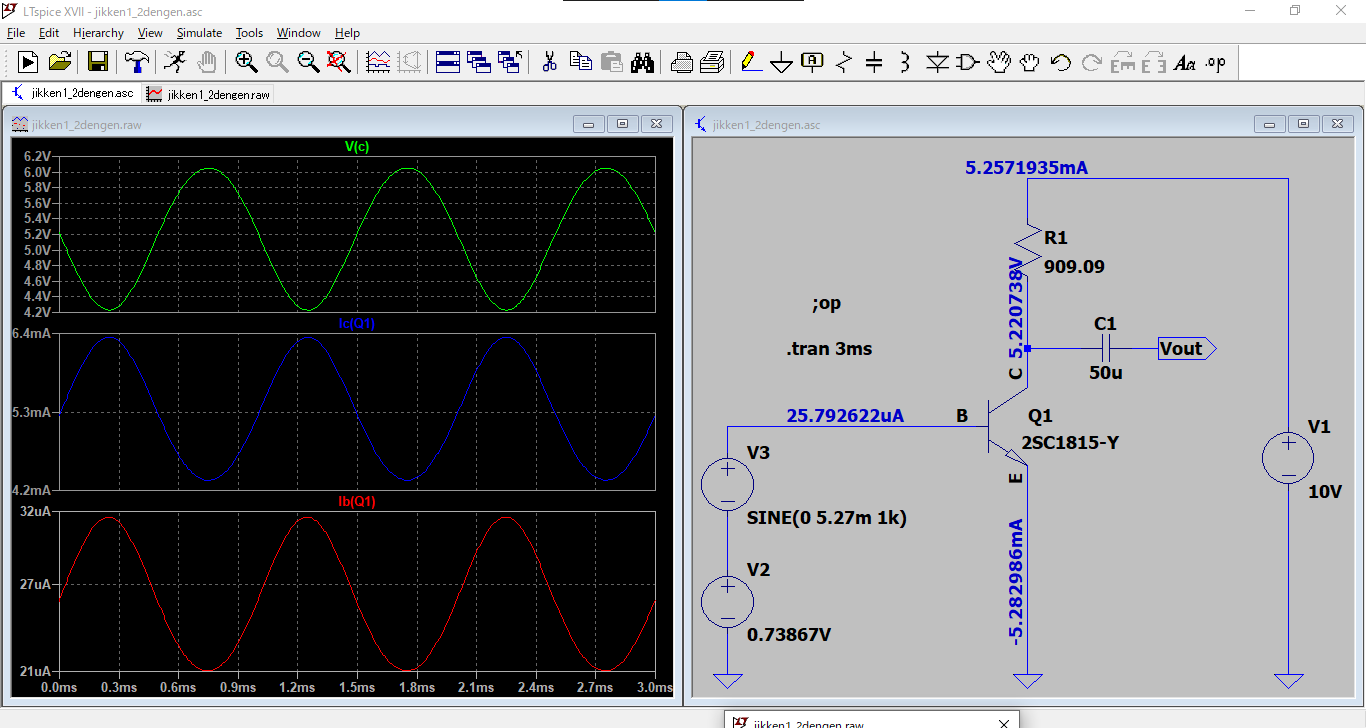 LTspice XVII - jikken1_2dengen.asc
File Edit Hierarchy View Simulate Tools Window Help
jikken1_2dengen.asc jikken1_2dengen.raw
jikken1_2dengen.raw
V(c)
6.2V
6.0V
5.8V
5.6V
5.4V
5.2V
5.0V
4.8V
4.6V
4.4V
4.2V
Ic(Q1)
6.4mA
5.3mA
4.2mA
Ib(Q1)
32uA
27uA
21uA
0.0ms 0.3ms 0.6ms 0.9ms 1.2ms 1.5ms 1.8ms 2.1ms 2.4ms 2.7ms 3.0ms
jikken1_2dengen.asc
5.2571935mA
R1
909.09
5.220738V
;op
.tran 3ms
C1
Vout
50u
C
25.792622uA
B
Q1
2SC1815-Y
E
V1
10V
V3
SINE(0 5.27m 1k)
-5.282986mA
V2
0.73867V
jikken1_2dengen.raw